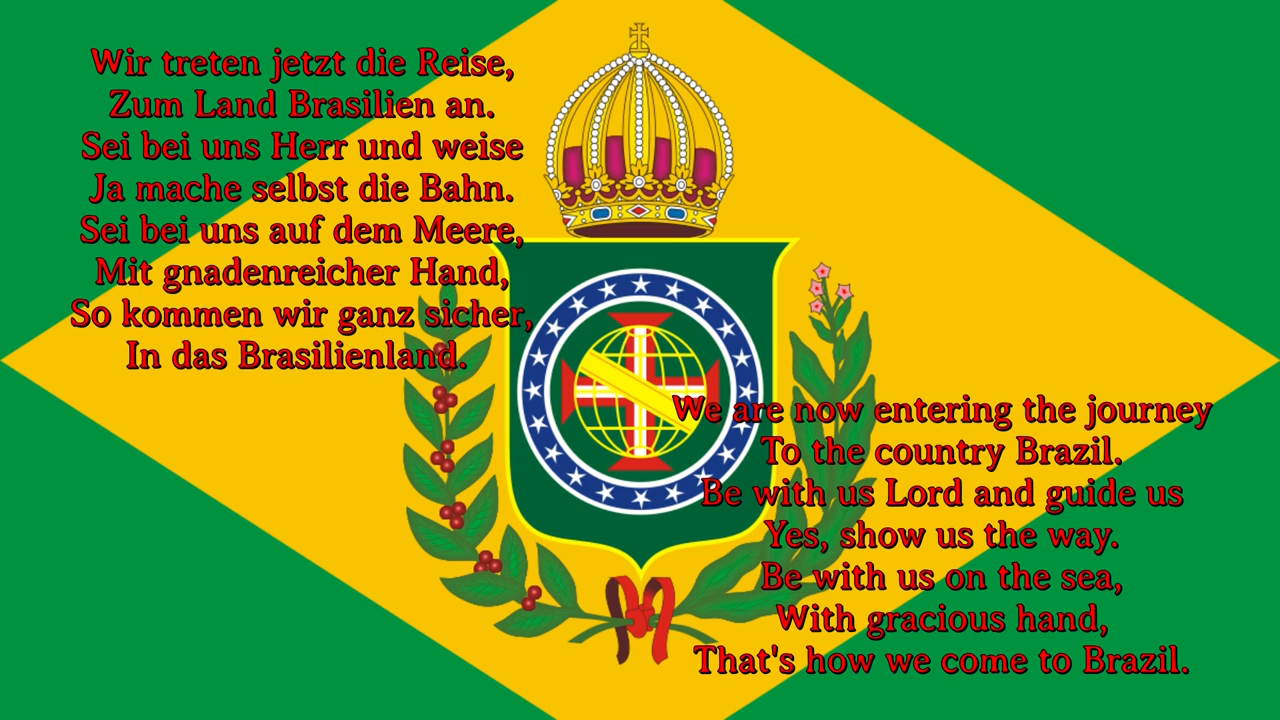 Wir treten jetzt die Reise,
Zum Land Brasilien an.
Sei bei uns Herr und weise
Ja mache selbst die Bahn.
Sei bei uns auf dem Meere,
Mit gnadenreicher Hand,
So kommen wir ganz sicher,
In das Brasilienland.
We are now entering the journey
To the country Brazil.
Be with us Lord and guide us
Yes, show us the way.
Be with us on the sea,
With gracious hand,
That's how we come to Brazil.